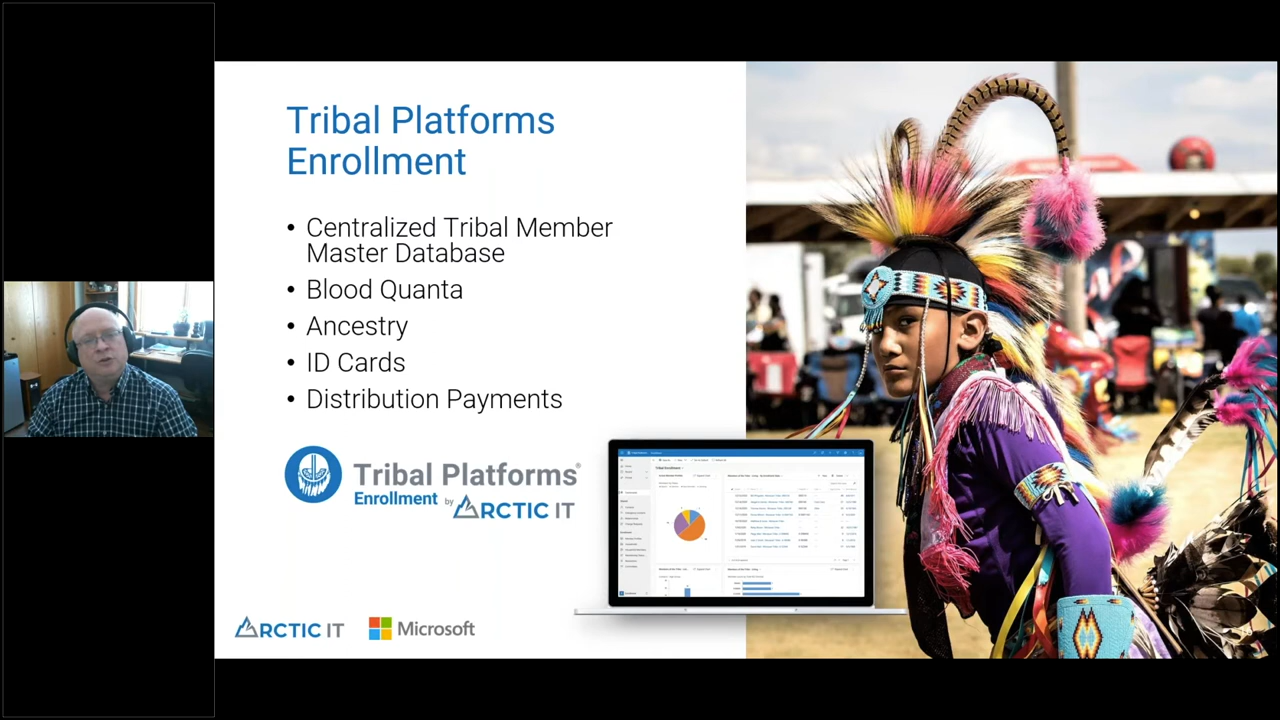 Tribal Platforms
Enrollment
• Centralized Tribal Member
Master Database
• Blood Quanta
• Ancestry
• ID Cards
• Distribution Payments
Tribal Platforms®
Enrollment by ARCTIC IT
ARCTIC IT
Microsoft